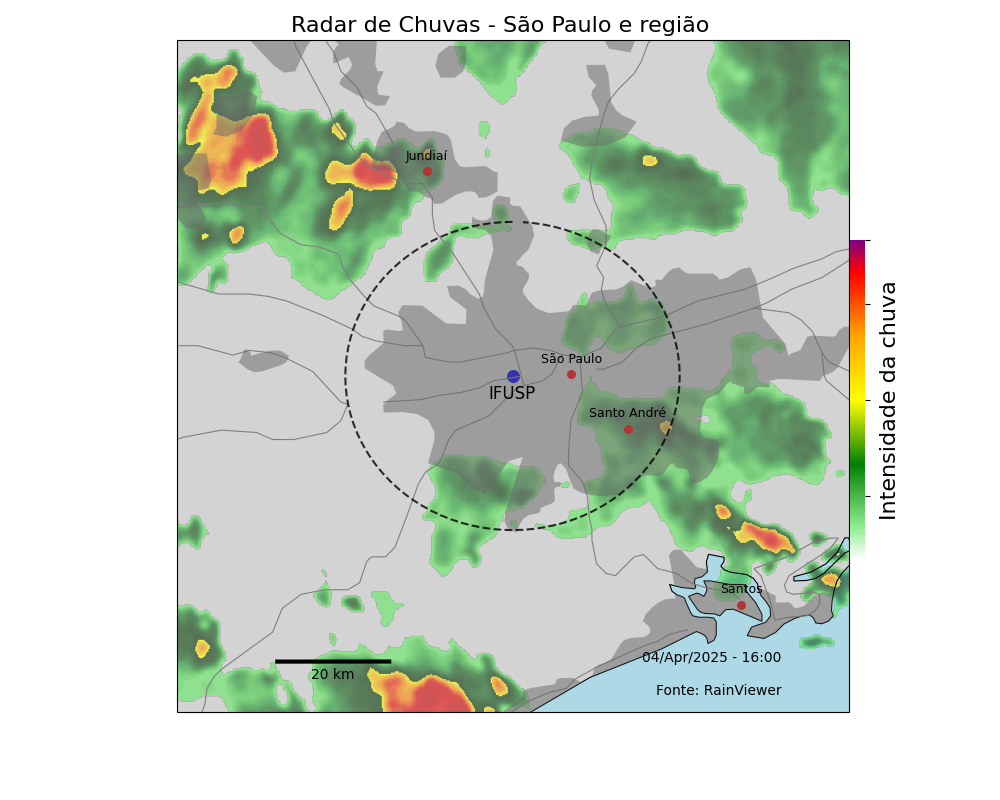 Radar de Chuvas - São Paulo e região
Jundiaí
São Paulo
IFUSP
Santo André
Intensidade da chuva
Santos
04/Apr/2025 - 16:00
20 km
Fonte: RainViewer